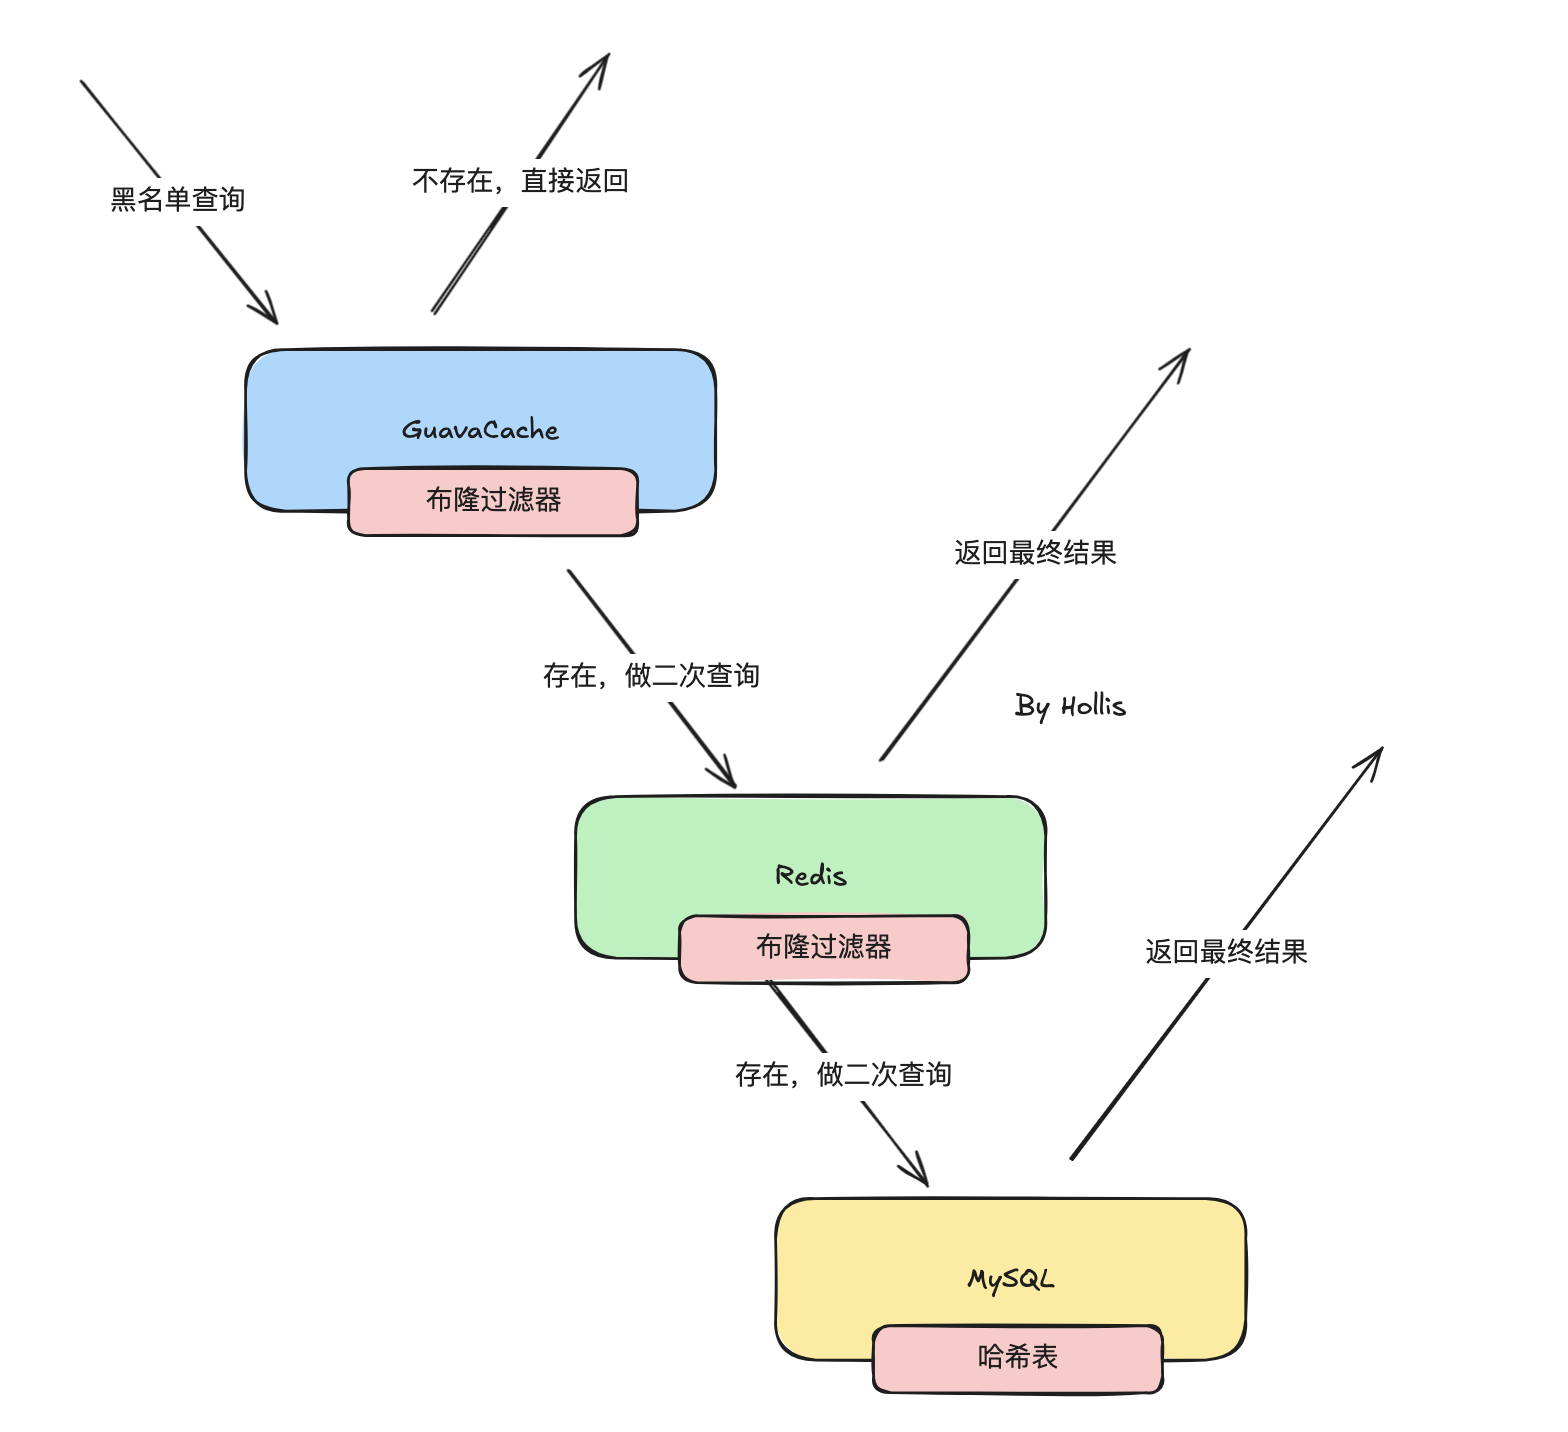 黑名单查询
不存在，直接返回
GuavaCache
布隆过滤器
返回最终结果
存在，做二次查询
By Hollis
Redis
布隆过滤器
返回最终结果
存在，做二次查询
MySQL
哈希表